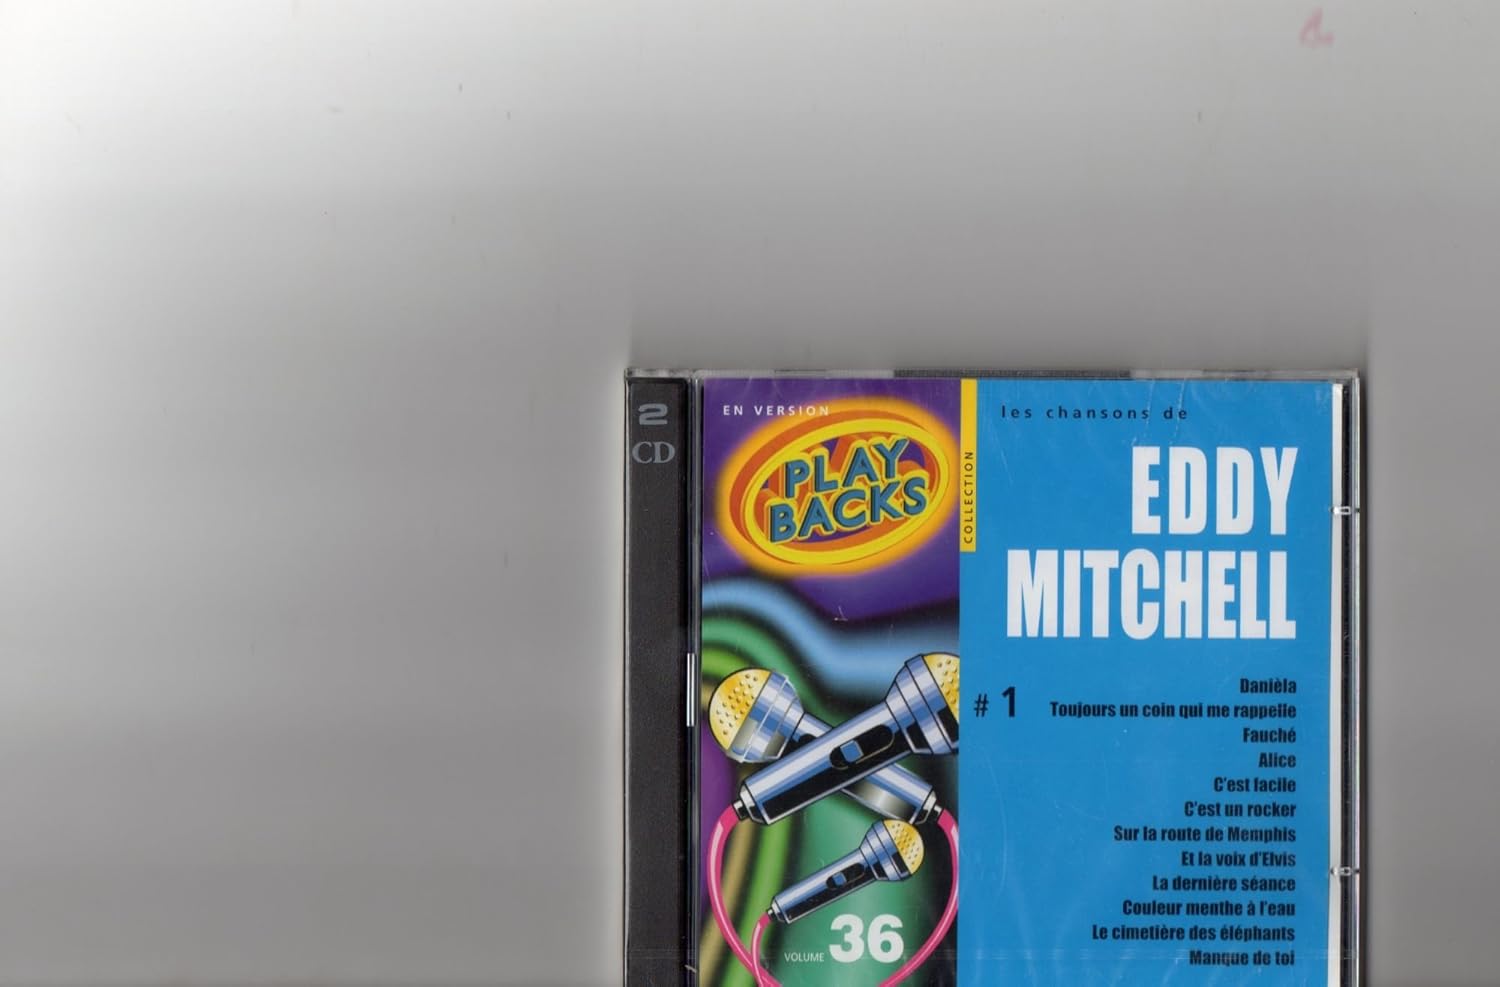 2
CD
EN VERSION
PLAY
BACKS
COLLECTION
les chansons de
EDDY
MITCHELL
# 1
Danièla
Toujours un coin qui me rappelle
Fauché
Alice
C'est facile
C'est un rocker
Sur la route de Memphis
Et la voix d'Elvis
La dernière séance
Couleur menthe à l'eau
Le cimetière des éléphants
Manque de toi
VOLUME 36